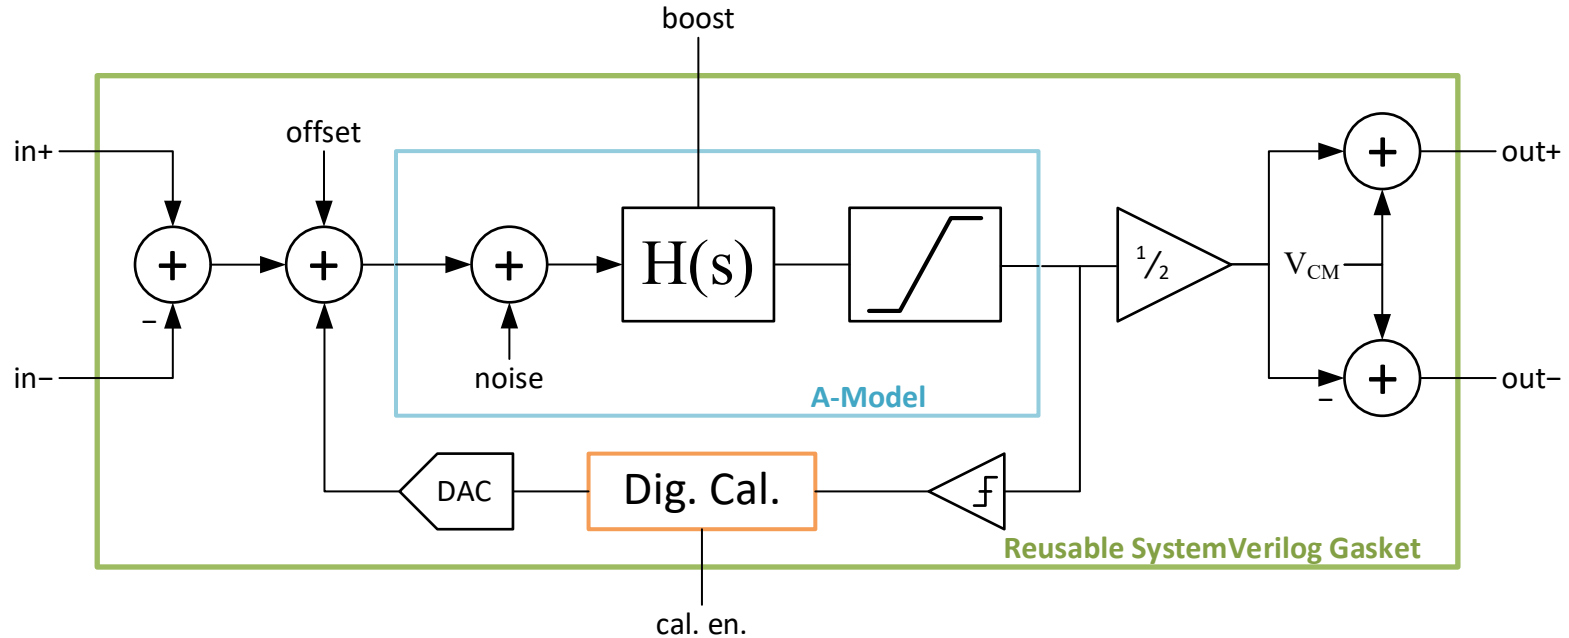 boost
offset
in+
+
out+
+
+
+
H(s)
1/2
VCM
−
noise
in−
+
−
out−
A-Model
DAC
Dig. Cal.
Reusable SystemVerilog Gasket
cal. en.